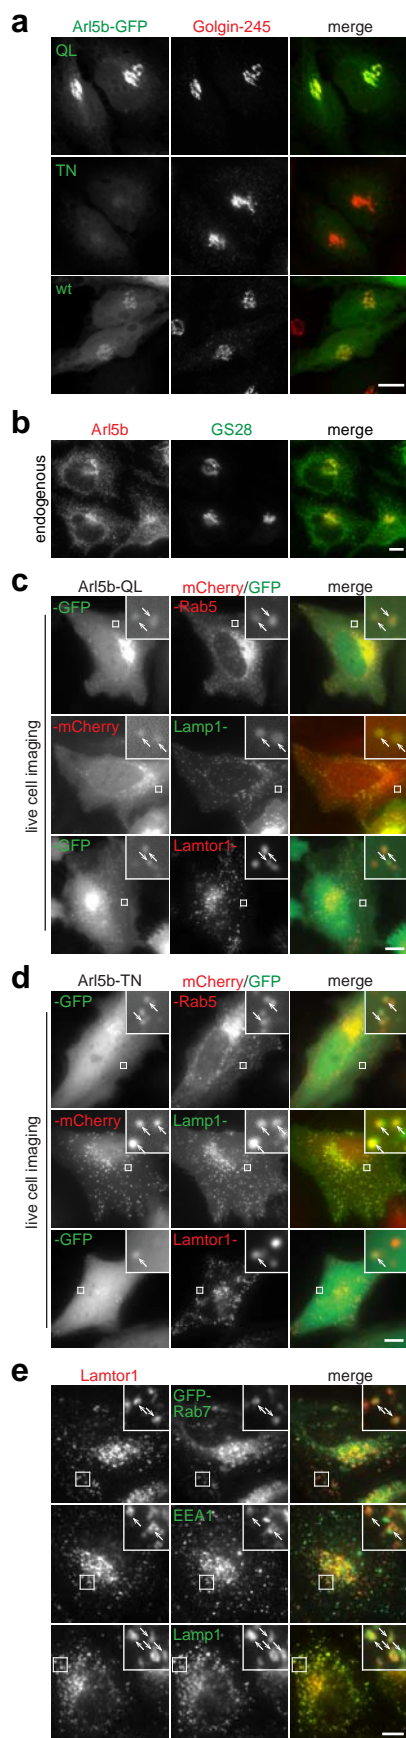 a
Arl5b-GFP Golgin-245 merge
QL
TN
wt
b
Arl5b GS28 merge
endogenous
c
Arl5b-QL mCherry/GFP merge
live cell imaging
-GFP -Rab5
-mCherry Lamp1-
-GFP Lamtor1-
d
Arl5b-TN mCherry/GFP merge
live cell imaging
-GFP -Rab5
-mCherry Lamp1-
-GFP Lamtor1-
e
Lamtor1 merge
GFP-
Rab7
EEA1
Lamp1